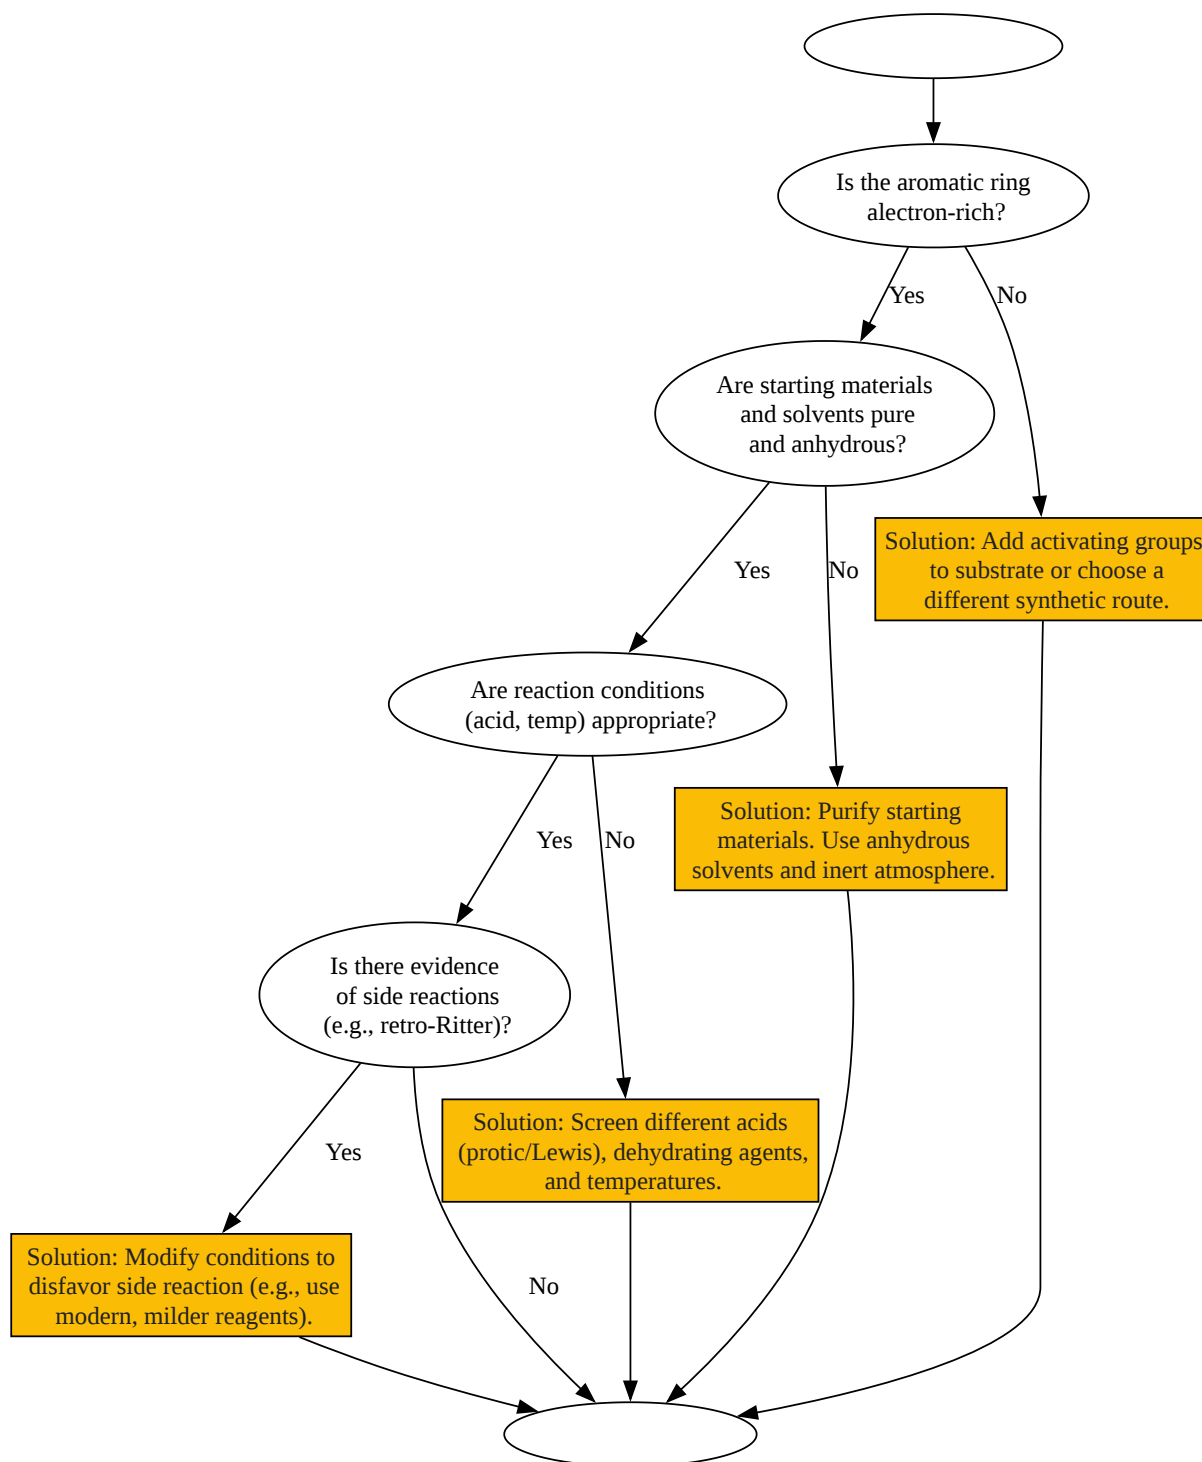 Is the aromatic ring
alectron-rich?
Yes
No
Are starting materials
and solvents pure
and anhydrous?
Solution: Add activating groups
to substrate or choose a
different synthetic route.
Yes
No
Are reaction conditions
(acid, temp) appropriate?
Solution: Purify starting
materials. Use anhydrous
solvents and inert atmosphere.
Yes
No
Is there evidence
of side reactions
(e.g., retro-Ritter)?
Solution: Screen different acids
(protic/Lewis), dehydrating agents,
and temperatures.
Yes
No
Solution: Modify conditions to
disfavor side reaction (e.g., use
modern, milder reagents).